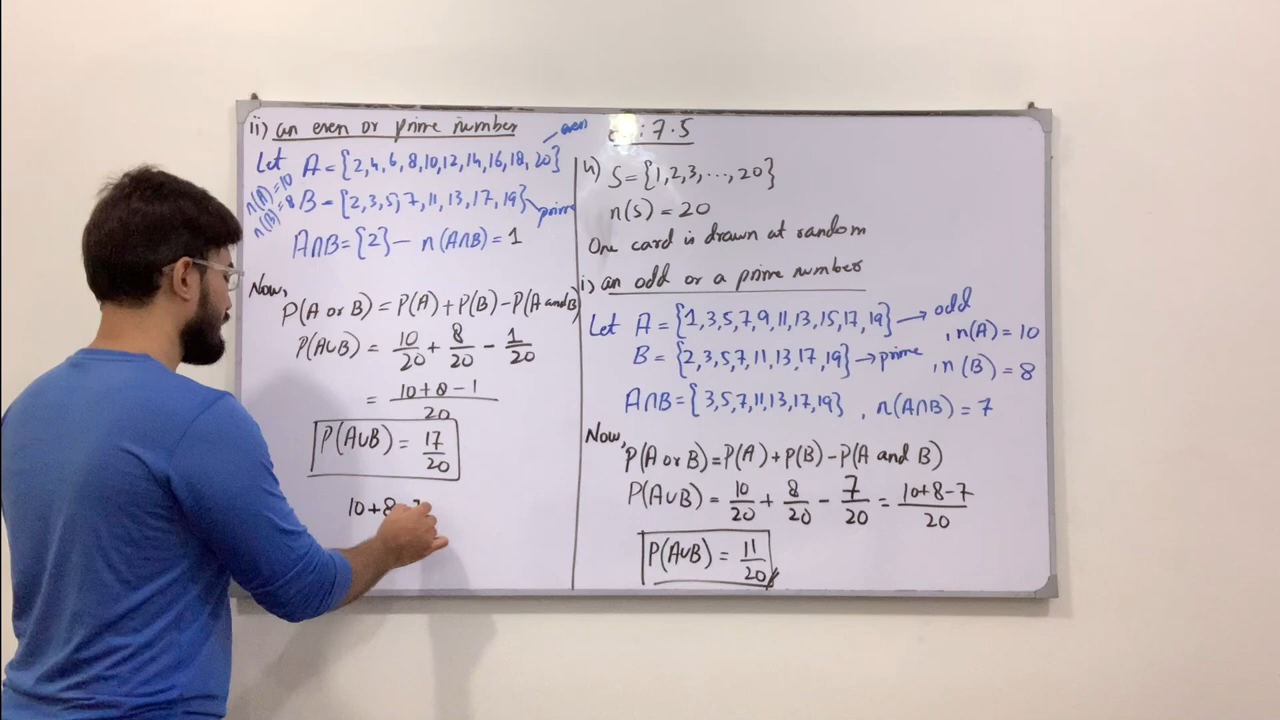 ii) an even or prime number
Let A = {2,4,6,8,10,12,14,16,18,20} even
n(A)=10
n(B)=8
B = {2,3,5,7,11,13,17,19} prime
A∩B = {2} — n(A∩B) = 1
Now,
P(A or B) = P(A) + P(B) – P(A and B)
P(A∪B) = 10/20 + 8/20 – 1/20
= 10+8–1/20
P(A∪B) = 17/20
10+8
: 7.5
4) S = {1,2,3,...,20}
n(s) = 20
One card is drawn at random
i) an odd or a prime number
Let A = {1,3,5,7,9,11,13,15,17,19} → odd , n(A) = 10
B = {2,3,5,7,11,13,17,19} → prime , n(B) = 8
A∩B = {3,5,7,11,13,17,19} , n(A∩B) = 7
Now,
P(A or B) = P(A) + P(B) – P(A and B)
P(A∪B) = 10/20 + 8/20 – 7/20 = 10+8-7/20
P(A∪B) = 11/20